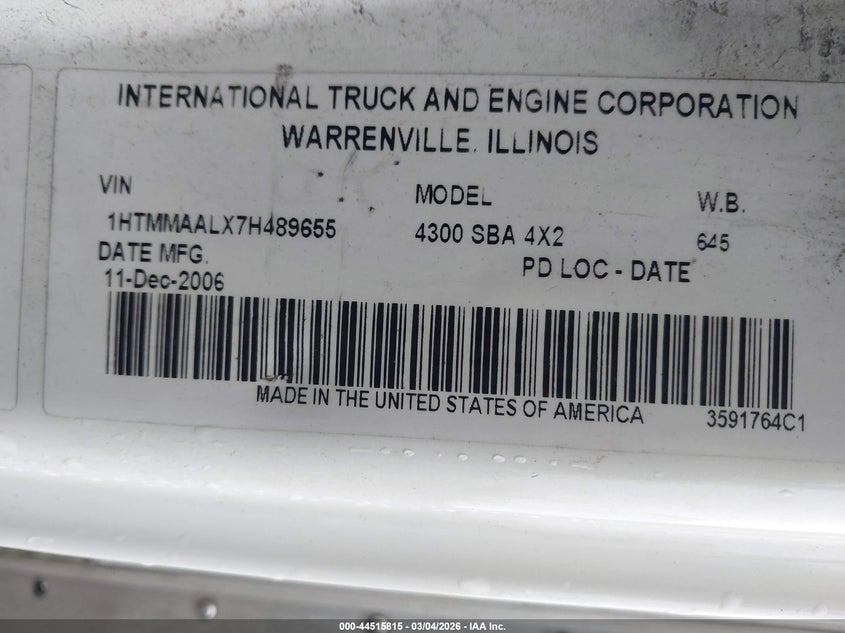 INTERNATIONAL TRUCK AND ENGINE CORPORATION
WARRENVILLE, ILLINOIS
VIN MODEL W.B.
1HTMMAALX7H489655 4300 SBA 4X2 645
DATE MFG. PD LOC - DATE
11-Dec-2006
MADE IN THE UNITED STATES OF AMERICA 3591764C1
000-44515815 - 03/04/2026 - IAA Inc.